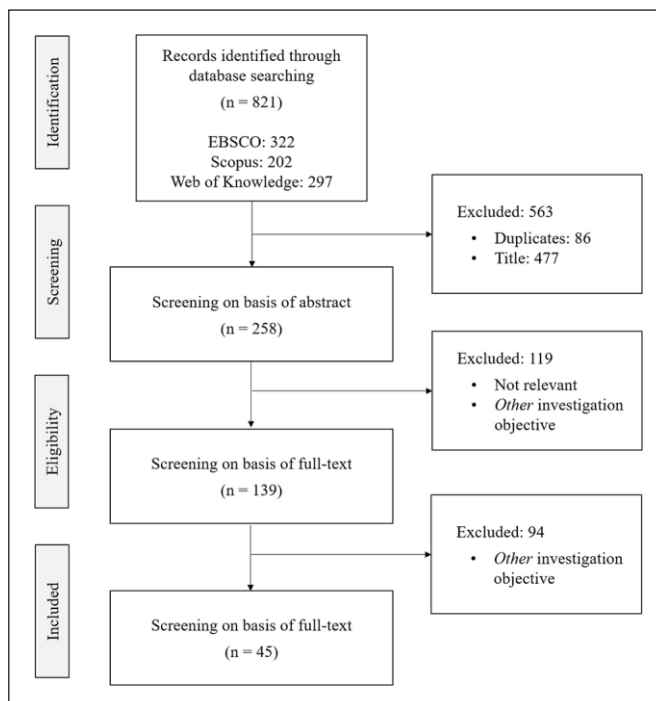 Identification
Records identified through
database searching
(n = 821)
EBSCO: 322
Scopus: 202
Web of Knowledge: 297
Excluded: 563
• Duplicates: 86
• Title: 477
Screening
Screening on basis of abstract
(n = 258)
Excluded: 119
• Not relevant
• Other investigation
objective
Eligibility
Screening on basis of full-text
(n = 139)
Excluded: 94
• Other investigation
objective
Included
Screening on basis of full-text
(n = 45)